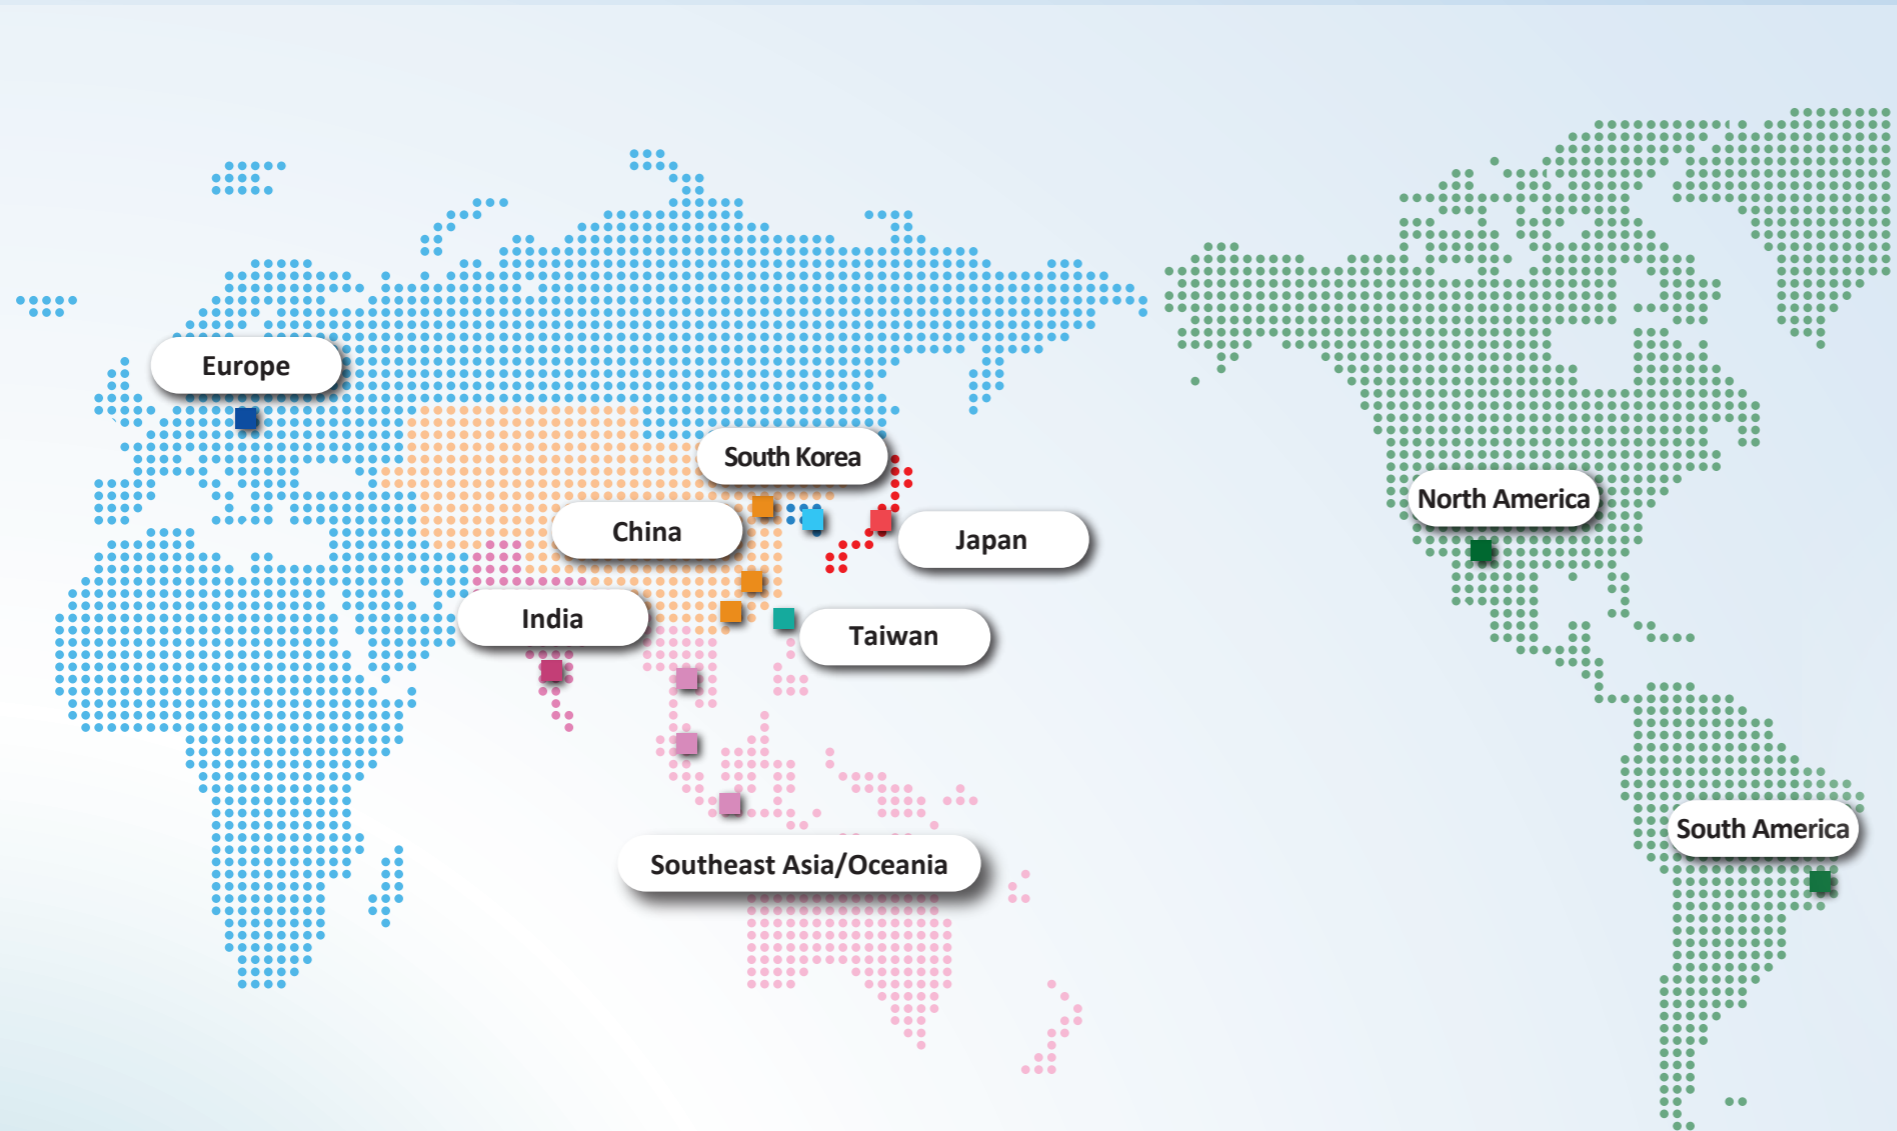 Europe
South Korea
North America
China
Japan
India
Taiwan
South America
Southeast Asia/Oceania